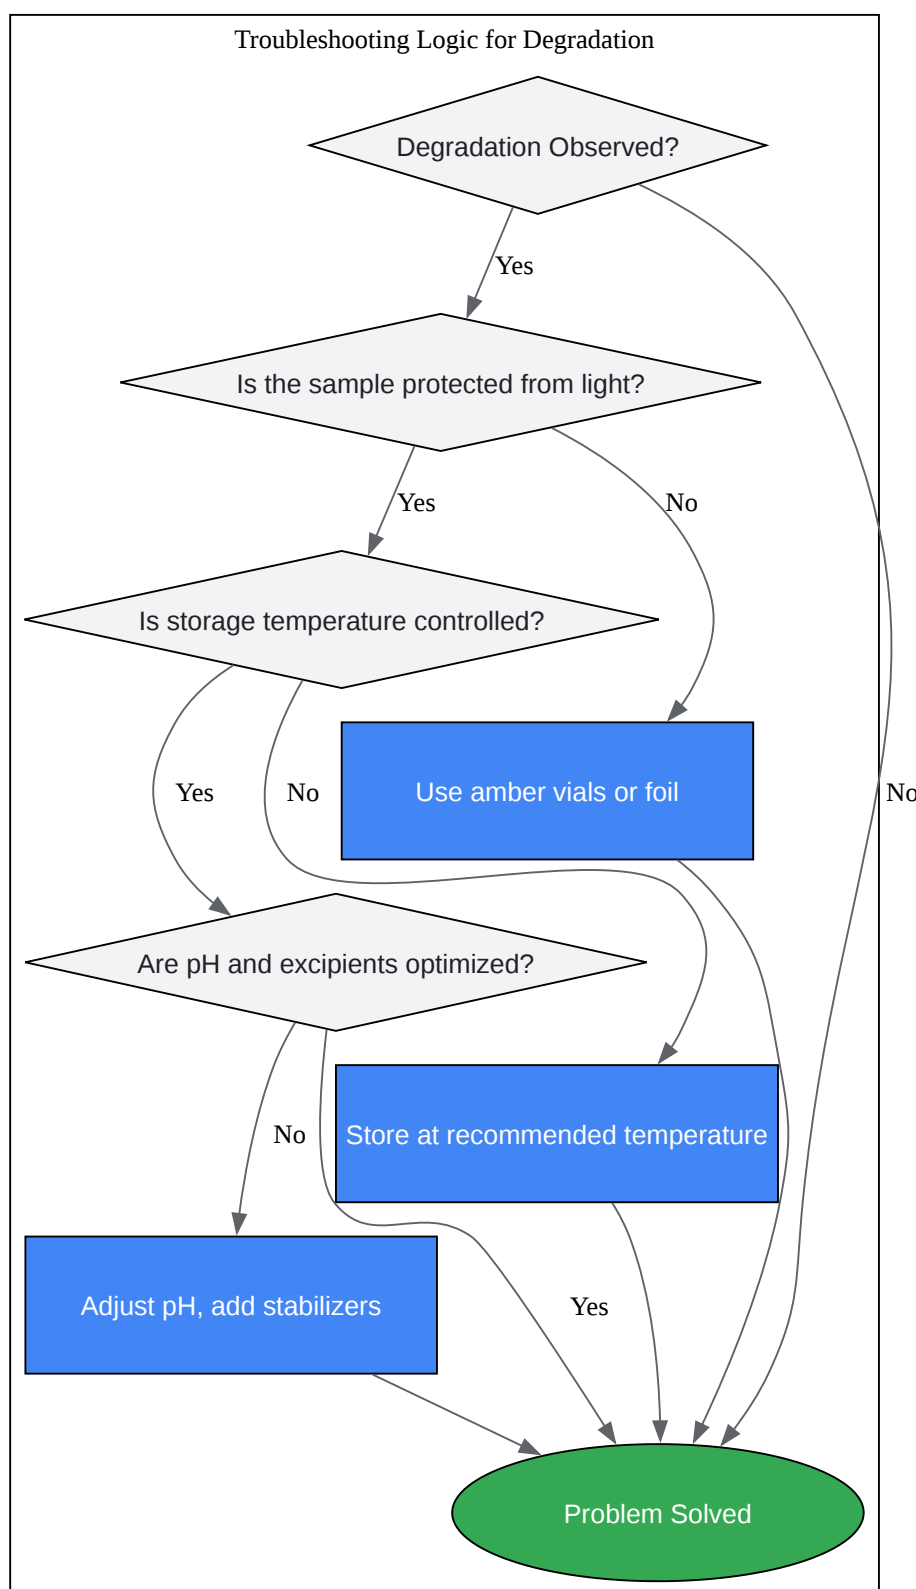 Troubleshooting Logic for Degradation
Degradation Observed?
Yes
Is the sample protected from light?
Yes
No
Is storage temperature controlled?
Yes
No
Use amber vials or foil
No
Are pH and excipients optimized?
No
Store at recommended temperature
Adjust pH, add stabilizers
Yes
Problem Solved